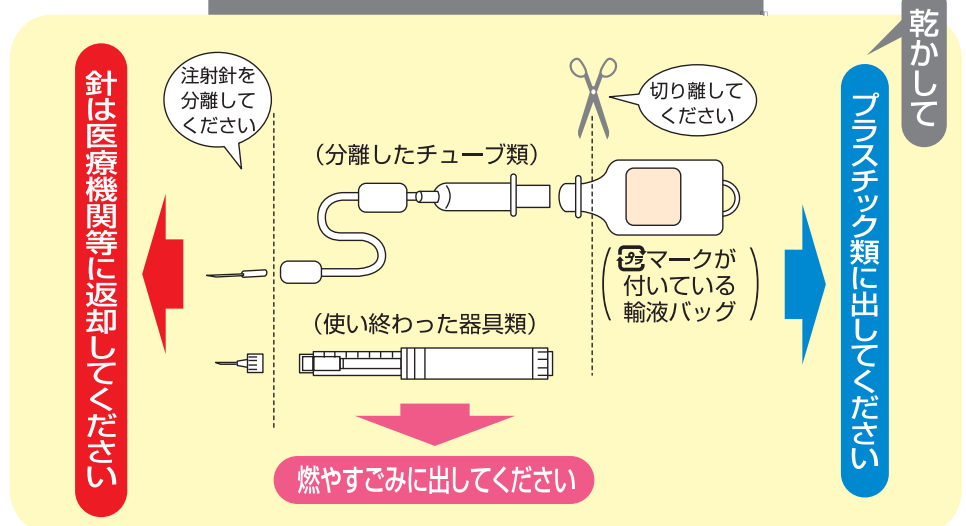 乾かして
注射針を
分離して
ください
切り離して
ください
針は医療機関等に返却してください
(分離したチューブ類)
プラマークが
付いている
輸液バッグ
プラスチック類に出してください
(使い終わった器具類)
燃やすごみに出してください